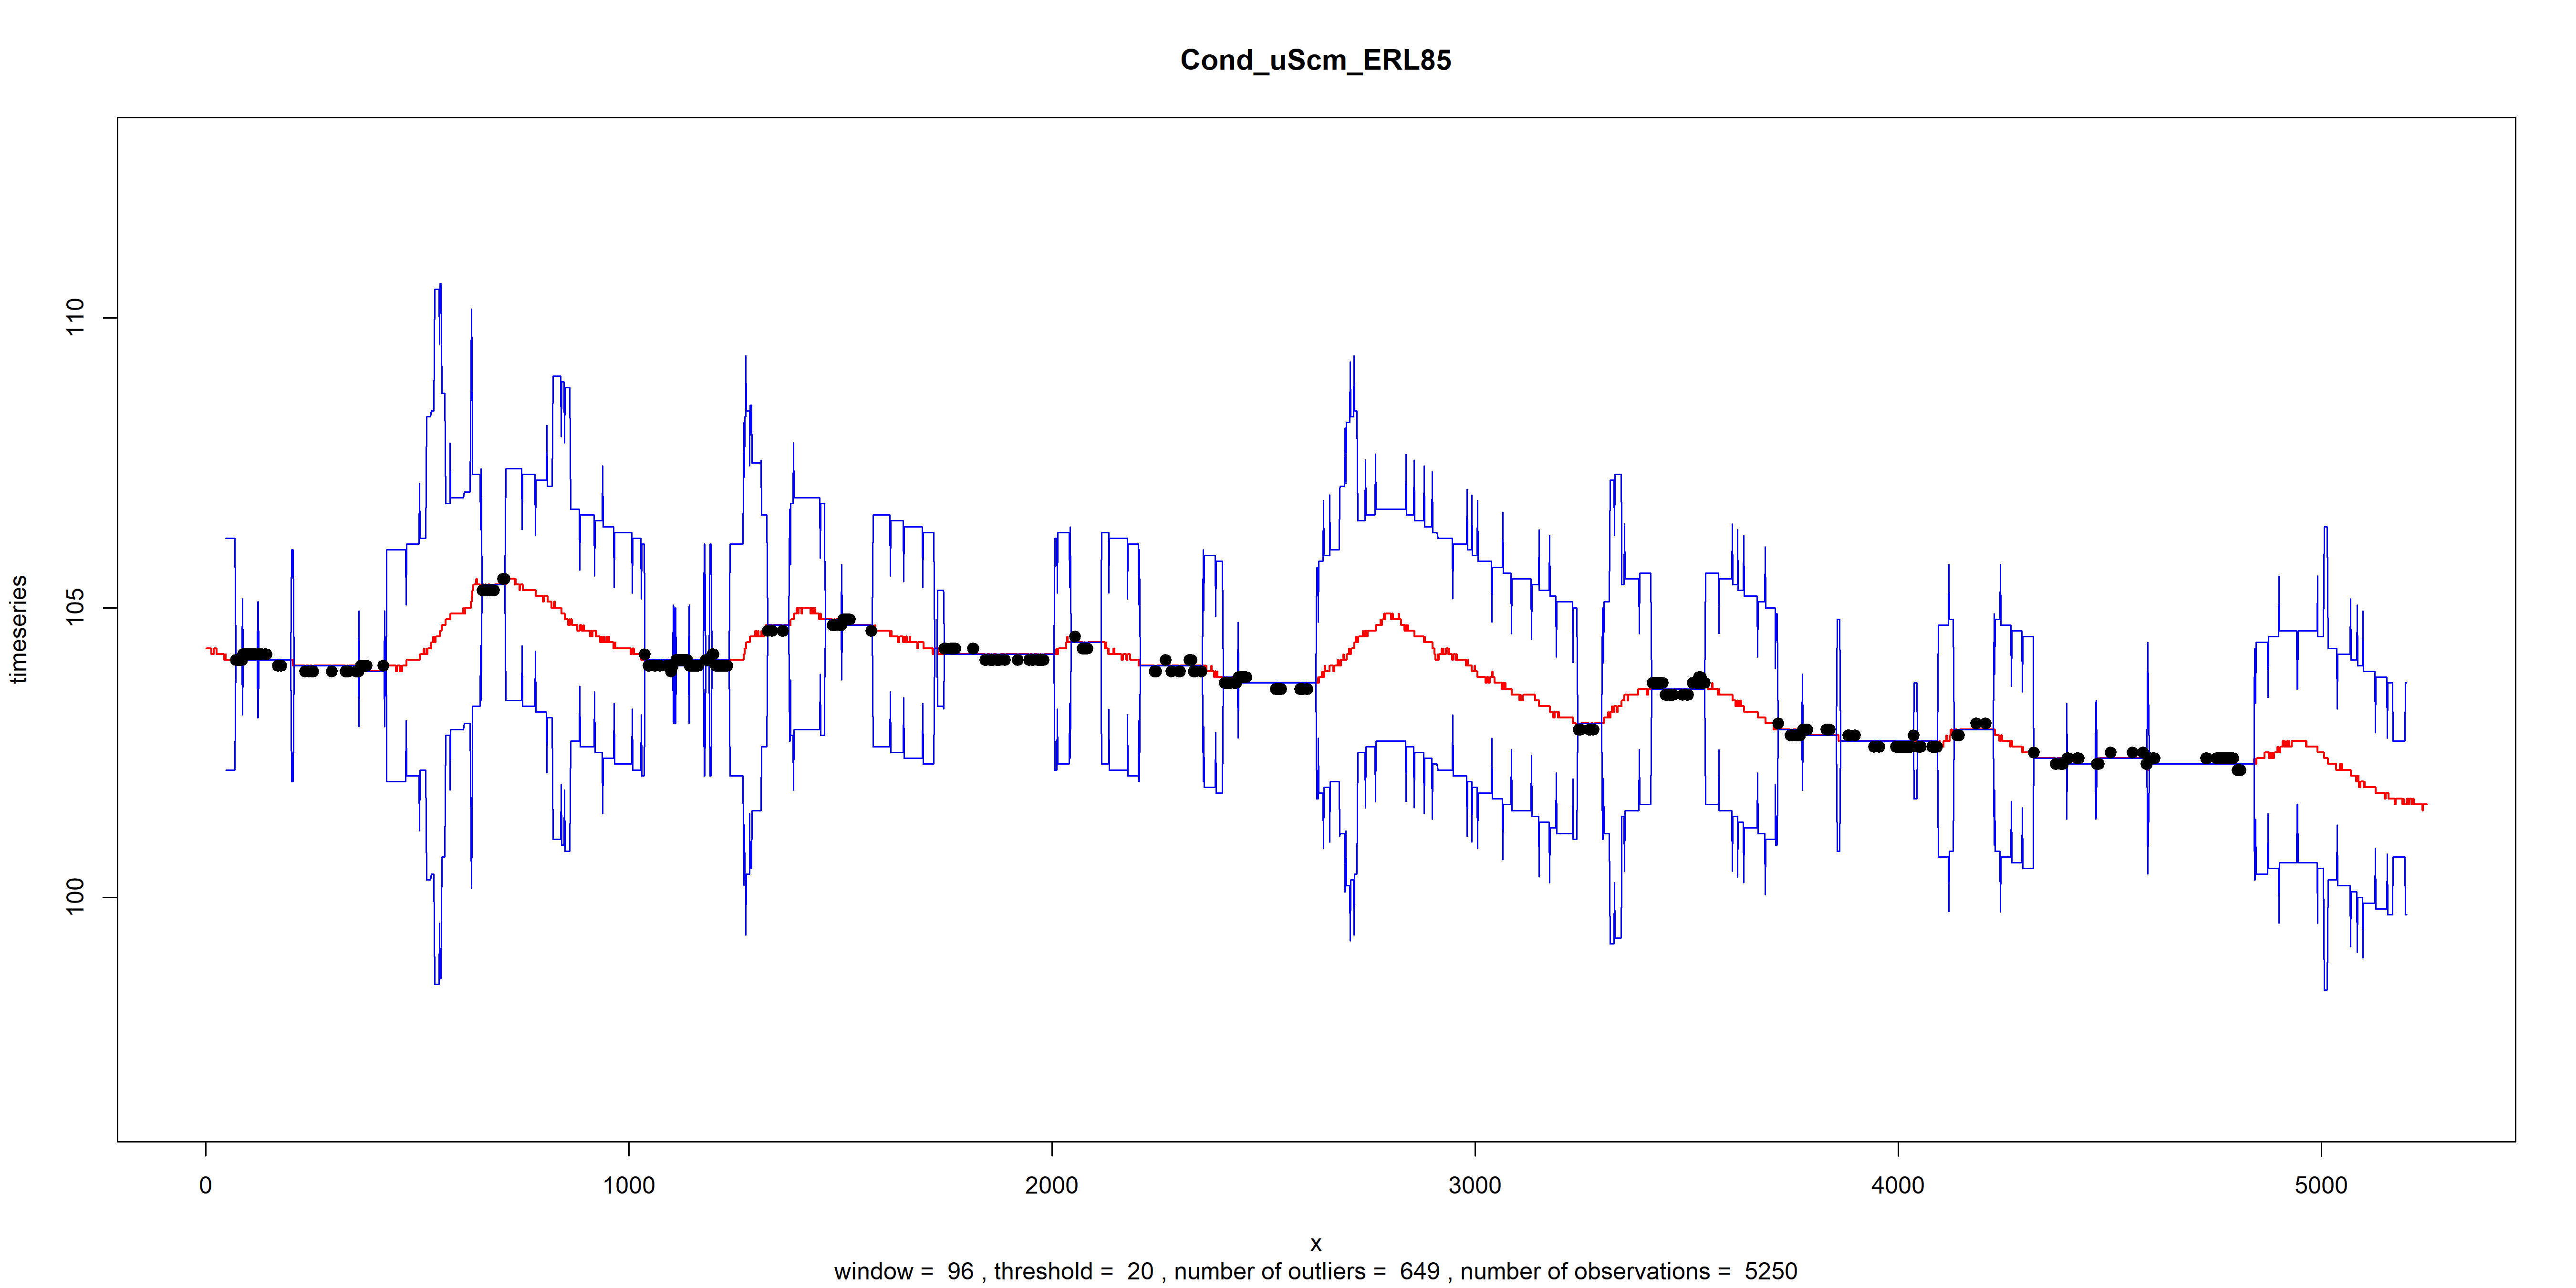 Cond_uScm_ERL85
timeseries
110
105
100
0 1000 2000 3000 4000 5000
x
window = 96 , threshold = 20 , number of outliers = 649 , number of observations = 5250